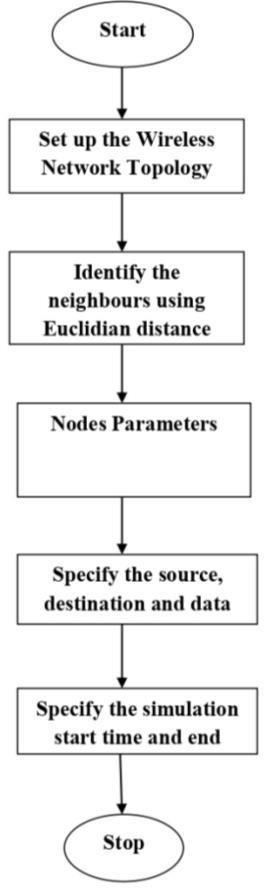 Start
Set up the Wireless
Network Topology
Identify the
neighbours using
Euclidian distance
Nodes Parameters
Specify the source,
destination and data
Specify the simulation
start time and end
Stop